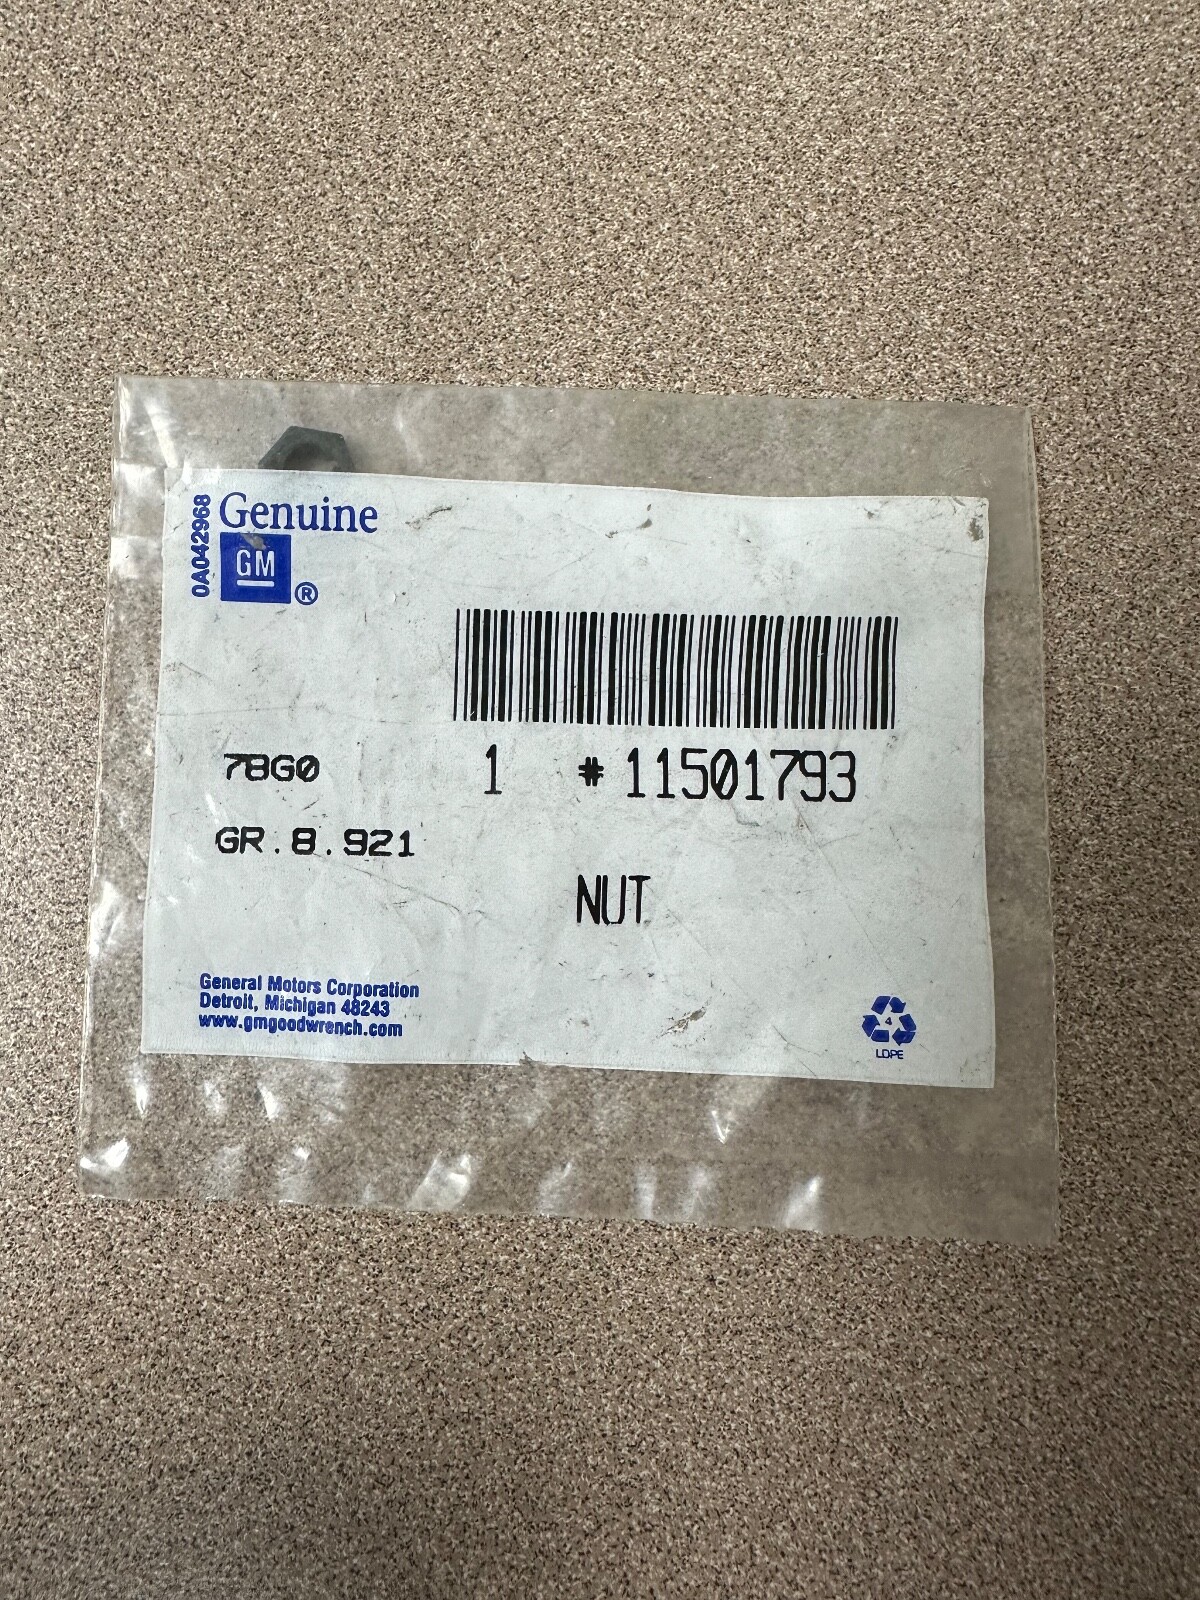 0A042968
Genuine
GM
®
78G0 1 * 11501793
GR.8.921
NUT
General Motors Corporation
Detroit, Michigan 48243
www.gmgoodwrench.com
4
LDPE